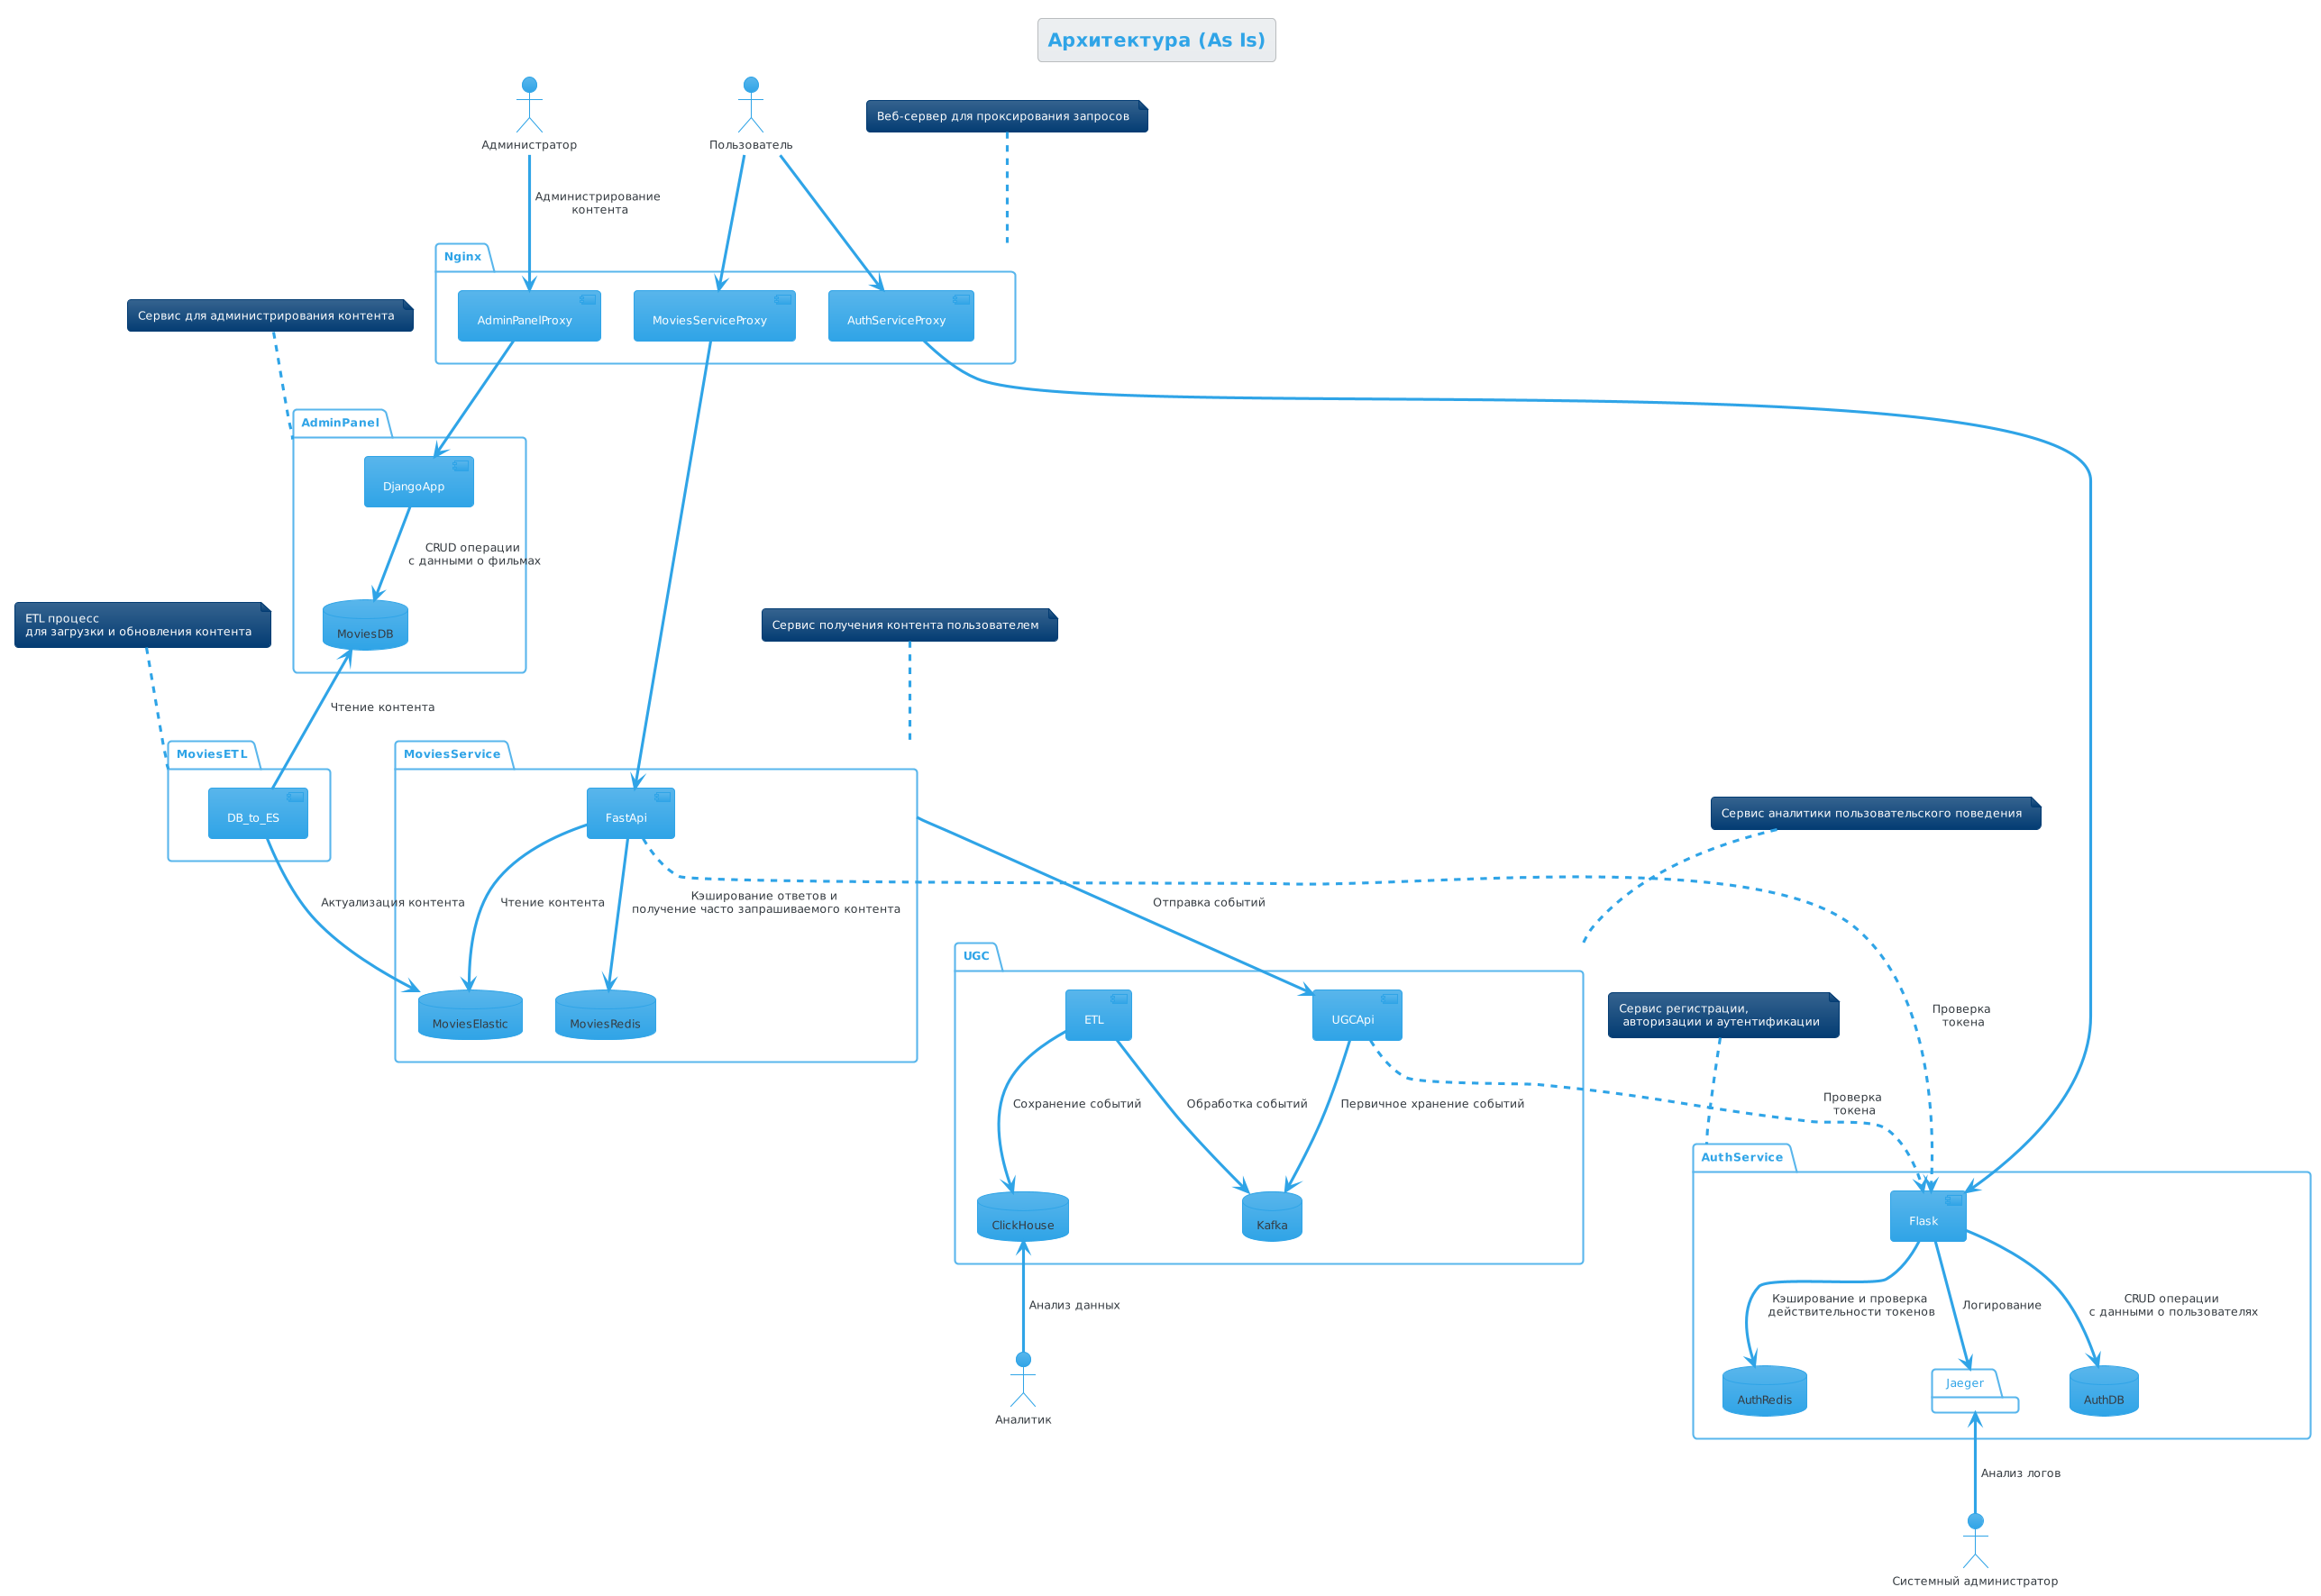 Архитектура (As Is)
Администратор
Пользователь
Веб-сервер для проксирования запросов
Администрирование
контента
Nginx
AdminPanelProxy
MoviesServiceProxy
AuthServiceProxy
Сервис для администрирования контента
AdminPanel
DjangoApp
CRUD операции
с данными о фильмах
MoviesDB
ETL процесс
для загрузки и обновления контента
Сервис получения контента пользователем
Чтение контента
MoviesETL
DB_to_ES
MoviesService
FastApi
Сервис аналитики пользовательского поведения
Актуализация контента
Чтение контента
Кэширование ответов и
получение часто запрашиваемого контента
Отправка событий
MoviesElastic
MoviesRedis
UGC
ETL
UGCApi
Сервис регистрации,
авторизации и аутентификации
Проверка
токена
Сохранение событий
Обработка событий
Первичное хранение событий
Проверка
токена
AuthService
ClickHouse
Kafka
Flask
Анализ данных
Кэширование и проверка
действительности токенов
Логирование
CRUD операции
с данными о пользователях
Аналитик
AuthRedis
Jaeger
AuthDB
Анализ логов
Системный администратор